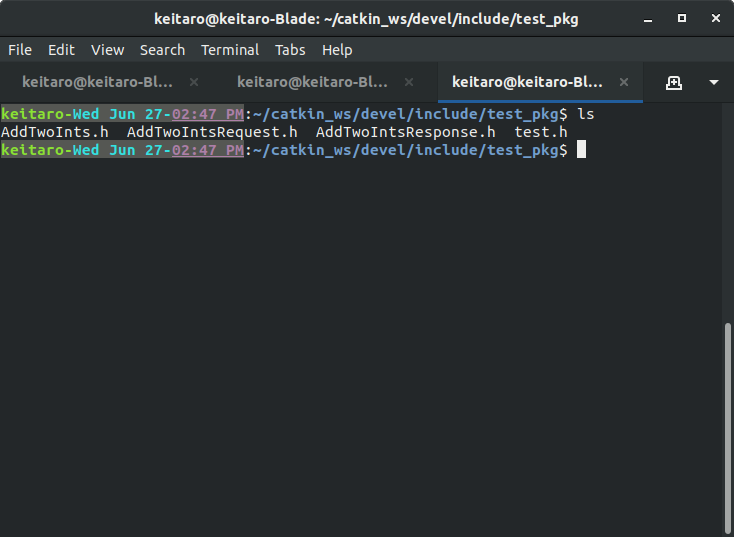 keitaro@keitaro-Blade: ~/catkin_ws/devel/include/test_pkg
File Edit View Search Terminal Tabs Help
keitaro@keitaro-Bl... keitaro@keitaro-Bl... keitaro@keitaro-Bl...
keitaro-Wed Jun 27-02:47 PM:~/catkin_ws/devel/include/test_pkg$ ls
AddTwoInts.h  AddTwoIntsRequest.h  AddTwoIntsResponse.h  test.h
keitaro-Wed Jun 27-02:47 PM:~/catkin_ws/devel/include/test_pkg$